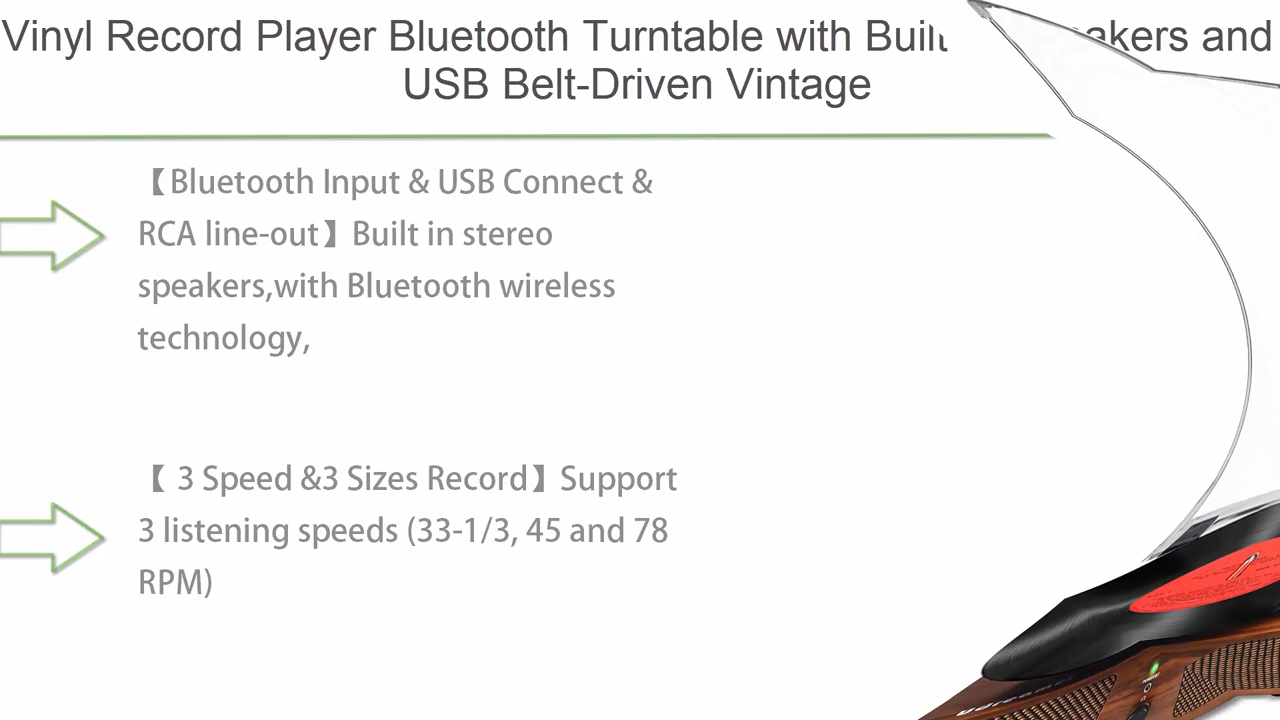 Vinyl Record Player Bluetooth Turntable with Built akers and
USB Belt-Driven Vintage
【Bluetooth Input & USB Connect &
RCA line-out】Built in stereo
speakers,with Bluetooth wireless
technology,
【 3 Speed &3 Sizes Record】Support
3 listening speeds (33-1/3, 45 and 78
RPM)